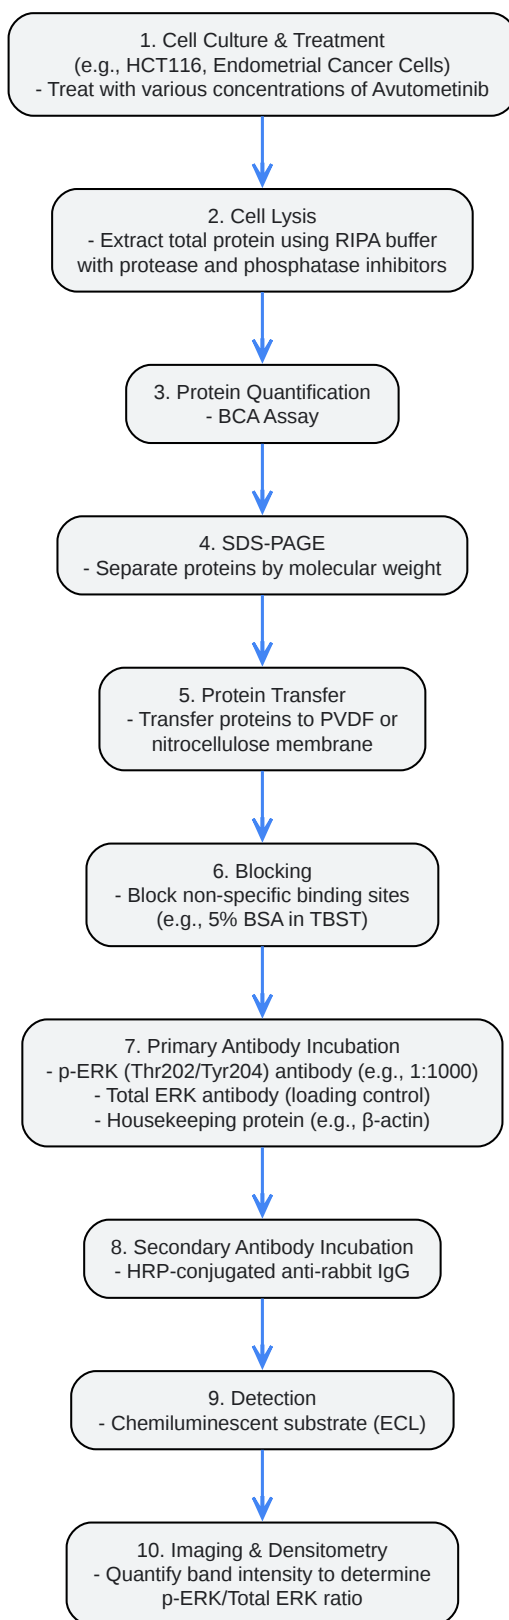 1. Cell Culture & Treatment
(e.g., HCT116, Endometrial Cancer Cells)
- Treat with various concentrations of Avutometinib
2. Cell Lysis
- Extract total protein using RIPA buffer
with protease and phosphatase inhibitors
3. Protein Quantification
- BCA Assay
4. SDS-PAGE
- Separate proteins by molecular weight
5. Protein Transfer
- Transfer proteins to PVDF or
nitrocellulose membrane
6. Blocking
- Block non-specific binding sites
(e.g., 5% BSA in TBST)
7. Primary Antibody Incubation
- p-ERK (Thr202/Tyr204) antibody (e.g., 1:1000)
- Total ERK antibody (loading control)
- Housekeeping protein (e.g., β-actin)
8. Secondary Antibody Incubation
- HRP-conjugated anti-rabbit IgG
9. Detection
- Chemiluminescent substrate (ECL)
10. Imaging & Densitometry
- Quantify band intensity to determine
p-ERK/Total ERK ratio